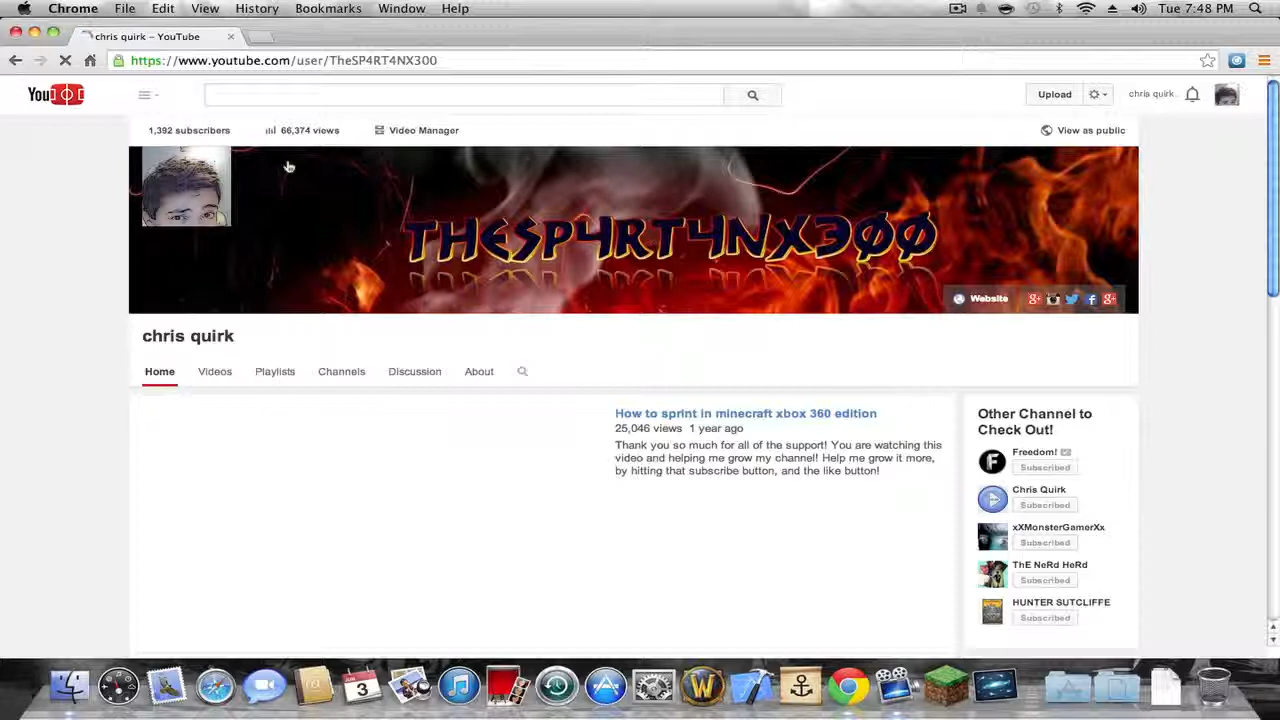 Chrome File Edit View History Bookmarks Window Help Tue 7:48 PM
chris quirk – YouTube
https://www.youtube.com/user/TheSP4RT4NX300
You
Upload
chris quirk
1,392 subscribers 66,374 views Video Manager View as public
THESP4RT4NX300
Website
chris quirk
Home Videos Playlists Channels Discussion About
How to sprint in minecraft xbox 360 edition
25,046 views 1 year ago
Thank you so much for all of the support! You are watching this
video and helping me grow my channel! Help me grow it more,
by hitting that subscribe button, and the like button!
Other Channel to
Check Out!
Freedom!
Subscribed
Chris Quirk
Subscribed
xXMonsterGamerXx
Subscribed
ThE NeRd HeRd
Subscribed
HUNTER SUTCLIFFE
Subscribed
JUN
3